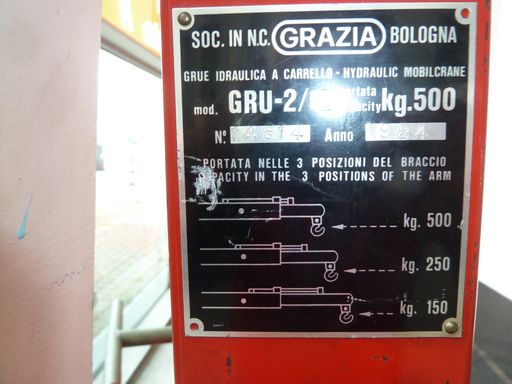 SOC. IN N.C. GRAZIA BOLOGNA
GRUE IDRAULICA A CARRELLO - HYDRAULIC MOBILCRANE
mod. GRU-2/ kg.500
N° 14814 Anno 1984
PORTATA NELLE 3 POSIZIONI DEL BRACCIO
CAPACITY IN THE 3 POSITIONS OF THE ARM
kg. 500
kg. 250
kg. 150